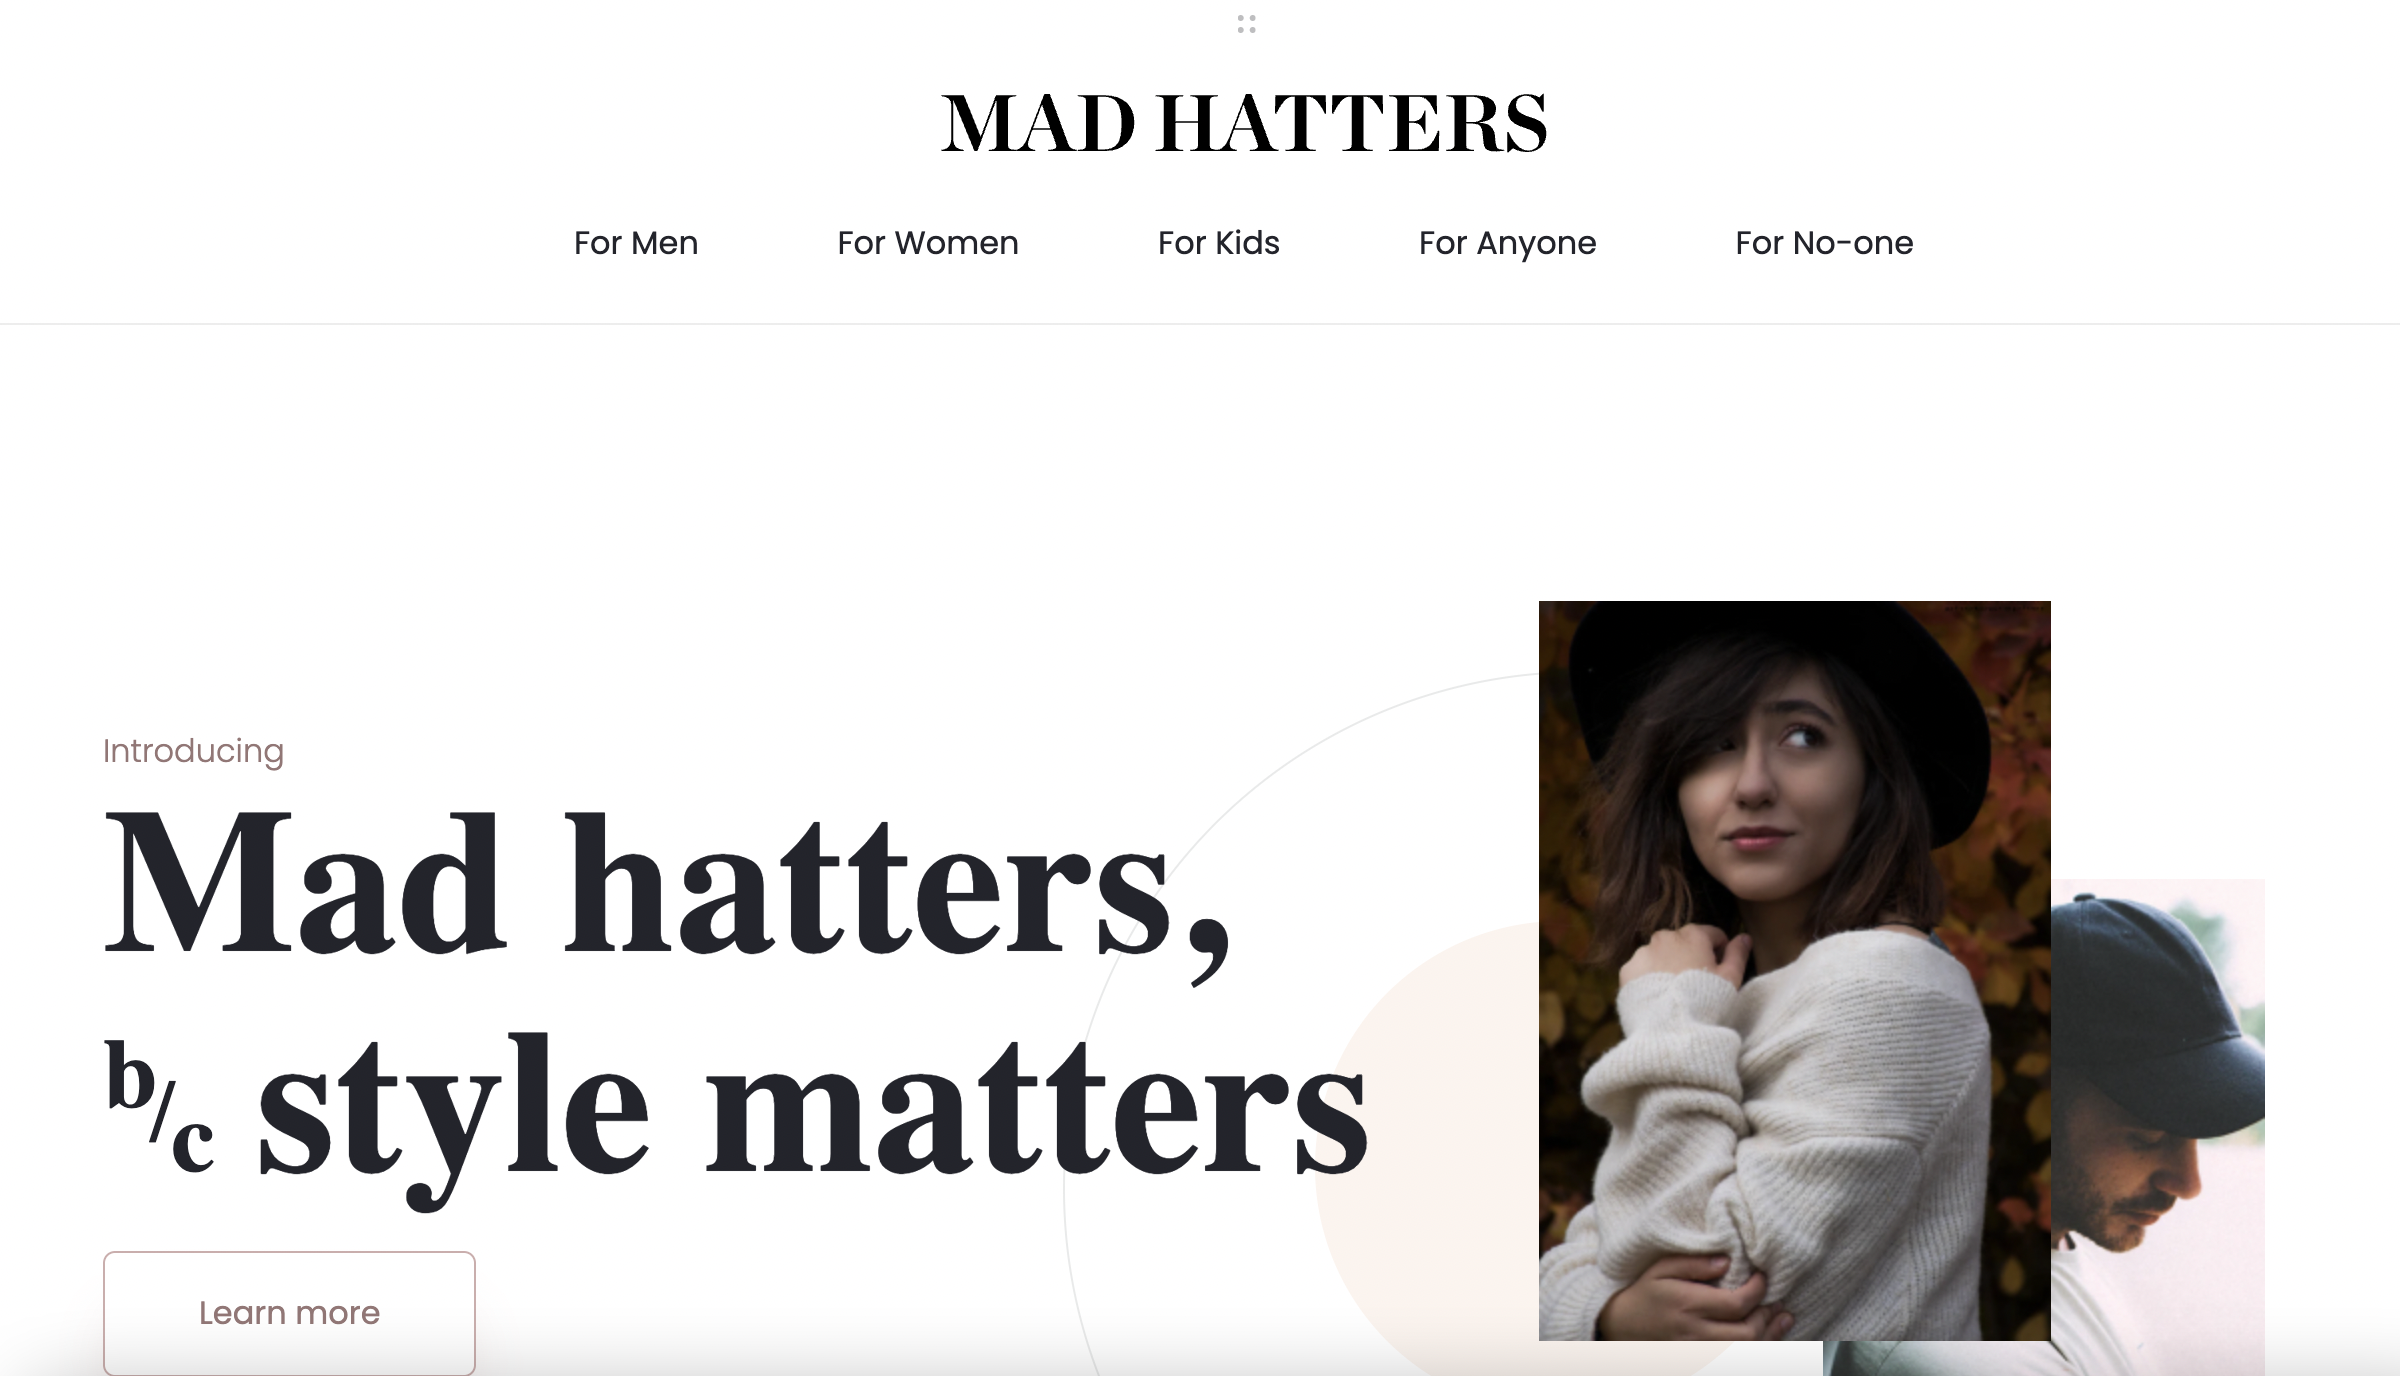 MAD HATTERS
For Men For Women For Kids For Anyone For No-one
Introducing
Mad hatters,
b/c style matters
Learn more